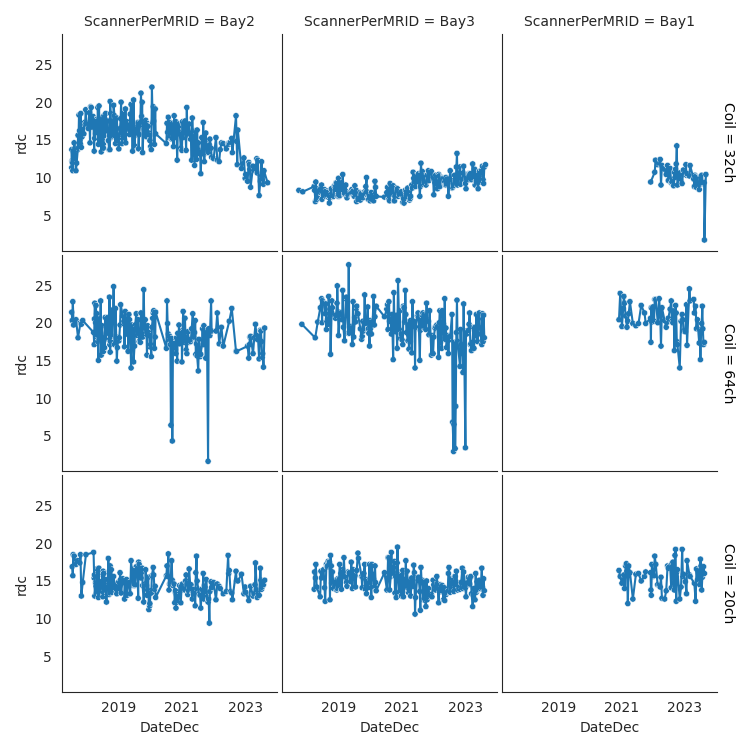 ScannerPerMRID = Bay2 ScannerPerMRID = Bay3 ScannerPerMRID = Bay1
25
20
15
10
5
rdc
Coil = 32ch
25
20
15
10
5
rdc
Coil = 64ch
25
20
15
10
5
rdc
Coil = 20ch
2019 2021 2023 2019 2021 2023 2019 2021 2023
DateDec DateDec DateDec